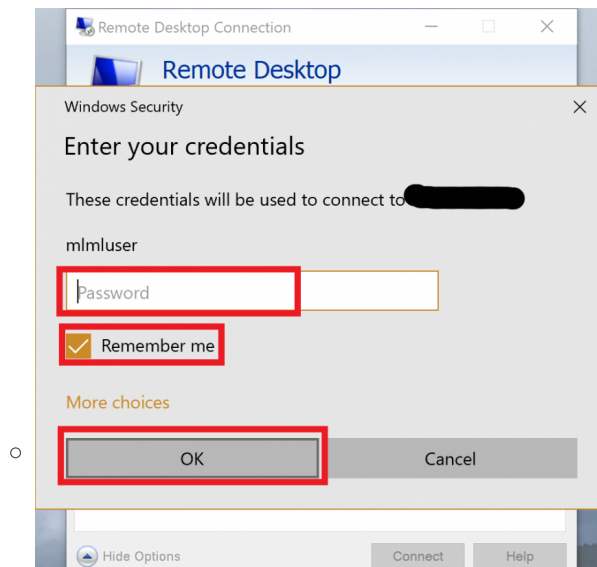 Remote Desktop Connection
Remote Desktop
Windows Security
Enter your credentials
These credentials will be used to connect to
mlmluser
Password
Remember me
More choices
OK Cancel
Hide Options Connect Help